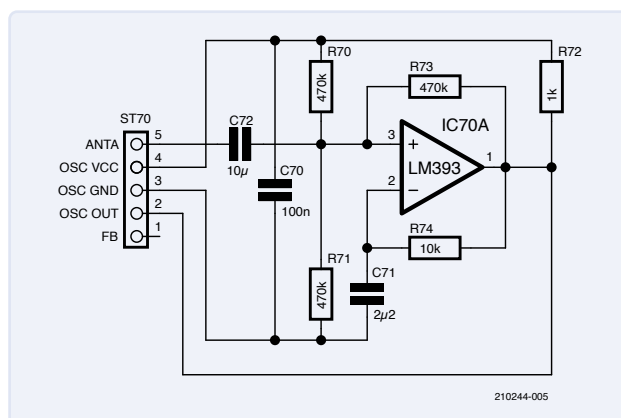 R70
470k
R73
470k
R72
1k
ST70
ANTA 5
OSC VCC 4
OSC GND 3
OSC OUT 2
FB 1
C72
10µ
C70
100n
IC70A
3 +
LM393
1
2 −
R74
10k
R71
470k
C71
2µ2
210244-005